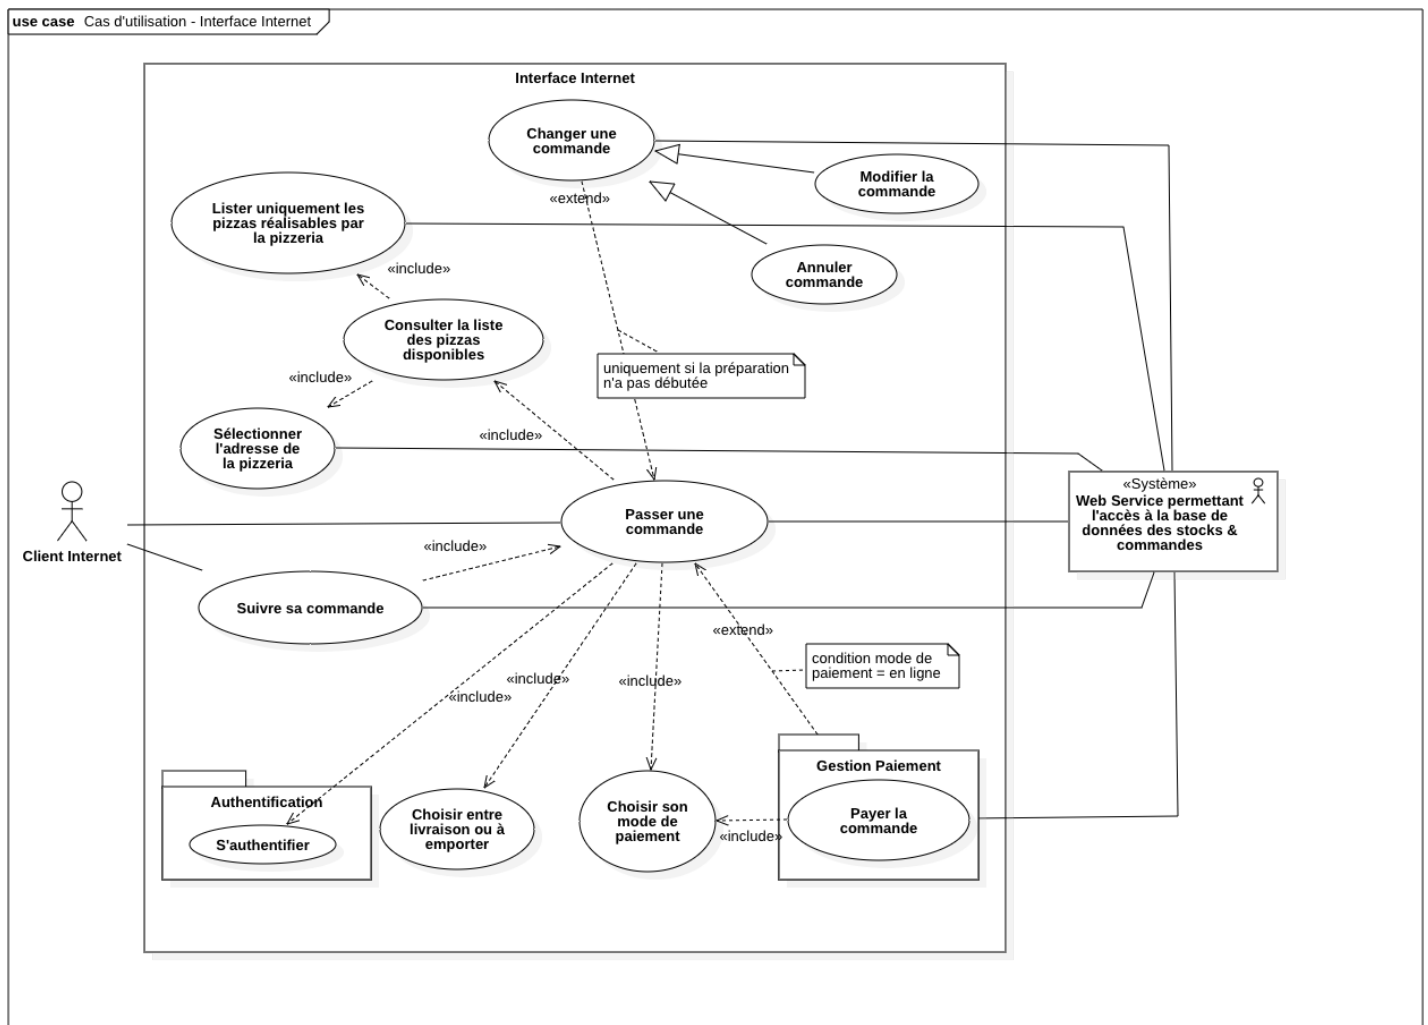 use case Cas d'utilisation - Interface Internet
Interface Internet
Changer une
commande
Modifier la
commande
«extend»
Lister uniquement les
pizzas réalisables par
la pizzeria
Annuler
commande
«include»
Consulter la liste
des pizzas
disponibles
uniquement si la préparation
n'a pas débutée
«include»
Sélectionner
l'adresse de
la pizzeria
«include»
«Système»
Web Service permettant
l'accès à la base de
données des stocks &
commandes
Passer une
commande
Client Internet
«include»
Suivre sa commande
«extend»
condition mode de
paiement = en ligne
«include»
«include»
«include»
Gestion Paiement
Payer la
commande
Authentification
S'authentifier
Choisir entre
livraison ou à
emporter
Choisir son
mode de
paiement
«include»